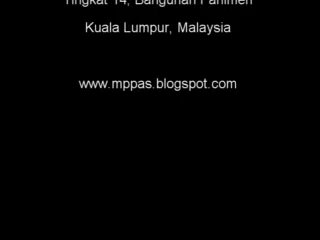 Tingkat 14, Bangunan Parlimen
Kuala Lumpur, Malaysia
www.mppas.blogspot.com